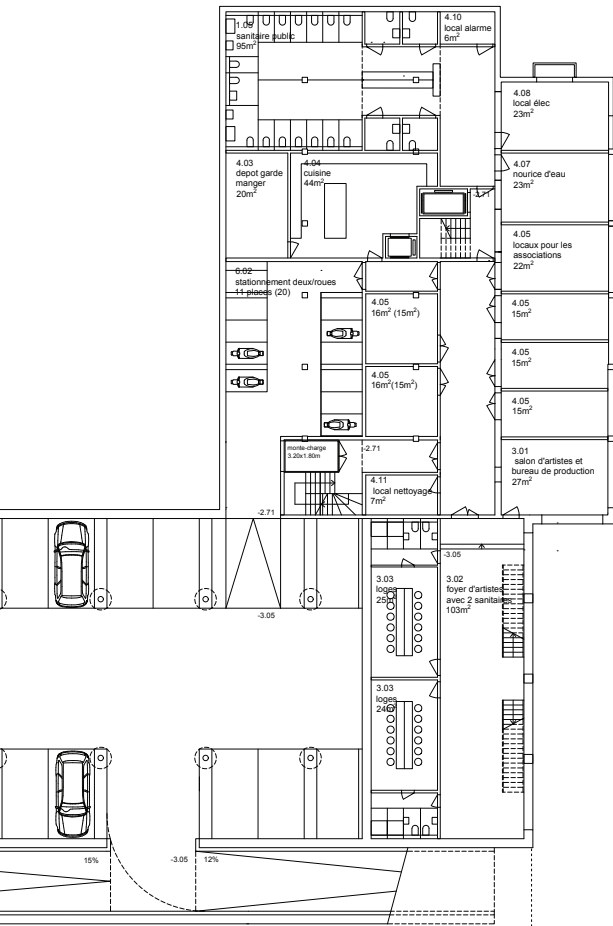 1.05
sanitaire public
95m²
4.10
local alarme
6m²
4.08
local élec
23m²
4.03
depot garde
manger
20m²
4.04
cuisine
44m²
4.07
nourice d'eau
23m²
-2.71
4.05
locaux pour les
associations
22m²
6.02
stationnement deux/roues
11 places (20)
4.05
16m² (15m²)
4.05
15m²
4.05
15m²
4.05
16m²(15m²)
4.05
15m²
monte-charge
3.20x1.80m
-2.71
3.01
salon d'artistes et
bureau de production
27m²
4.11
local nettoyage
7m²
-2.71
-3.05
3.03
loges
25m²
3.02
foyer d'artistes
avec 2 sanitaires
103m²
-3.05
3.03
loges
24m²
15%
-3.05
12%